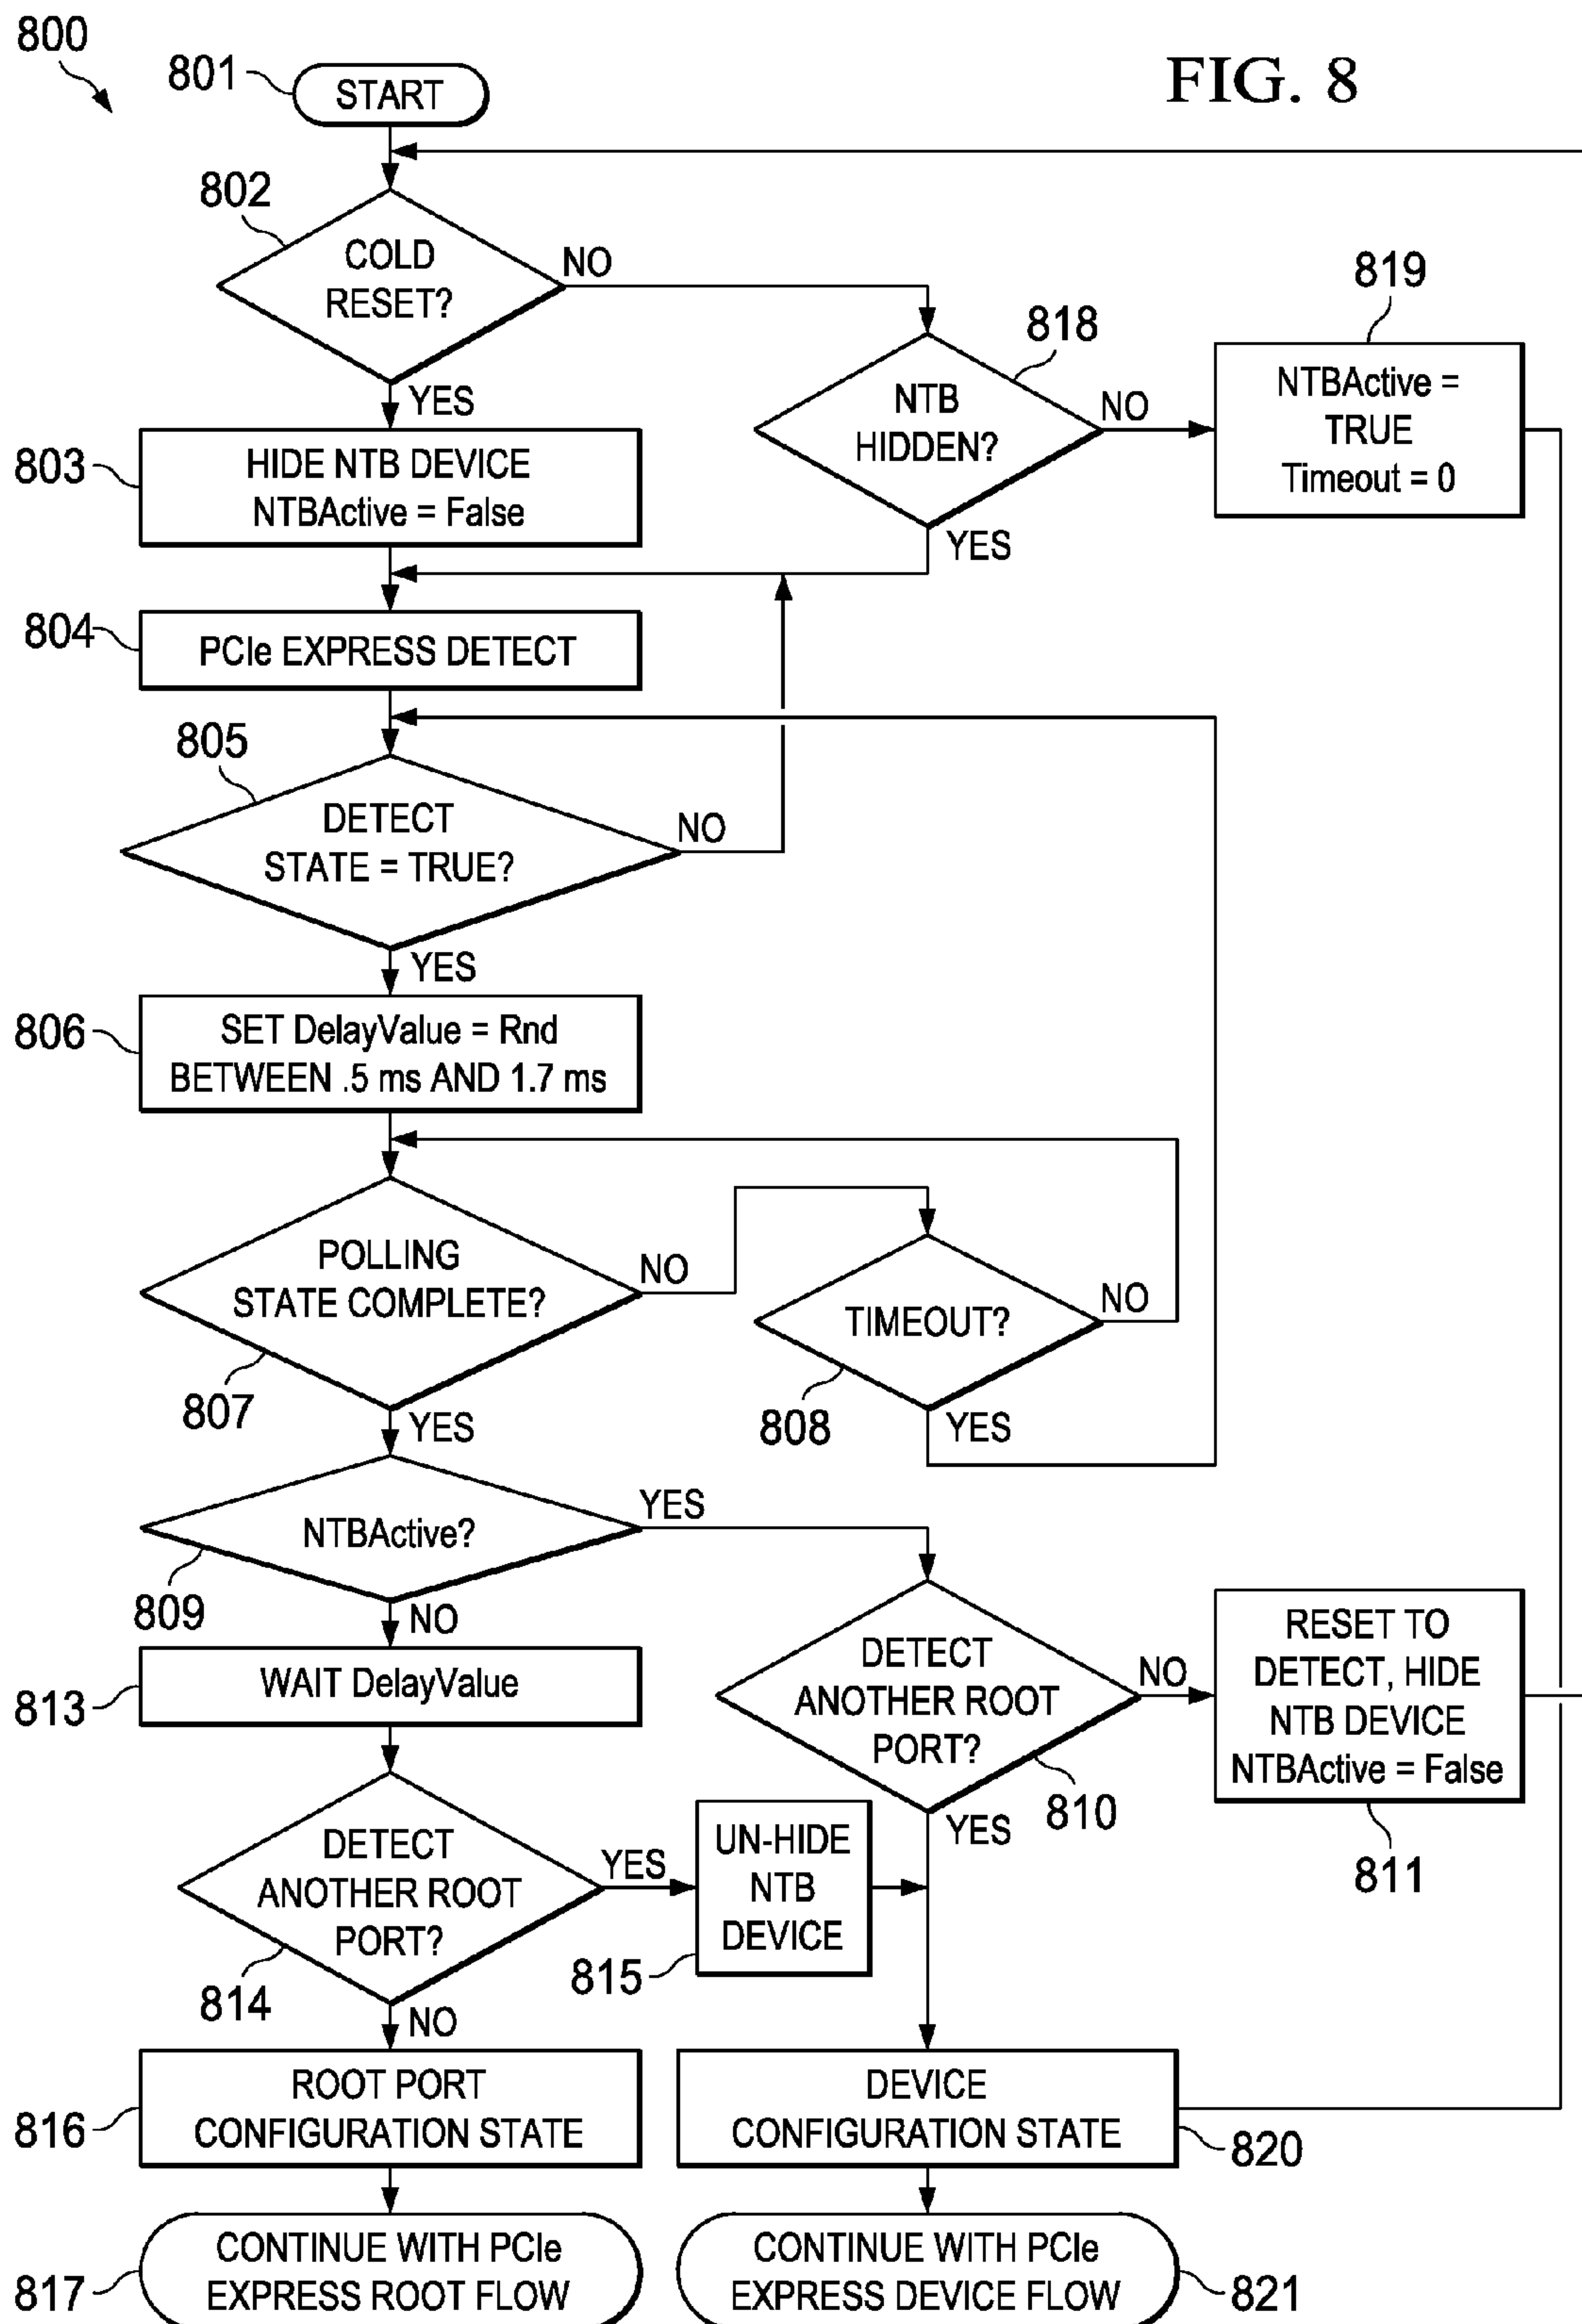 800
801
START
FIG. 8
802
COLD
RESET?
NO
YES
818
NTB
HIDDEN?
NO
YES
819
NTBActive =
TRUE
Timeout = 0
803
HIDE NTB DEVICE
NTBActive = False
804
PCIe EXPRESS DETECT
805
DETECT
STATE = TRUE?
NO
YES
806
SET DelayValue = Rnd
BETWEEN .5 ms AND 1.7 ms
POLLING
STATE COMPLETE?
NO
807
YES
TIMEOUT?
NO
808
YES
NTBActive?
YES
809
NO
813
WAIT DelayValue
DETECT
ANOTHER ROOT
PORT?
NO
810
YES
RESET TO
DETECT, HIDE
NTB DEVICE
NTBActive = False
811
DETECT
ANOTHER ROOT
PORT?
YES
814
NO
UN-HIDE
NTB
DEVICE
815
816
ROOT PORT
CONFIGURATION STATE
DEVICE
CONFIGURATION STATE
820
817
CONTINUE WITH PCIe
EXPRESS ROOT FLOW
CONTINUE WITH PCIe
EXPRESS DEVICE FLOW
821